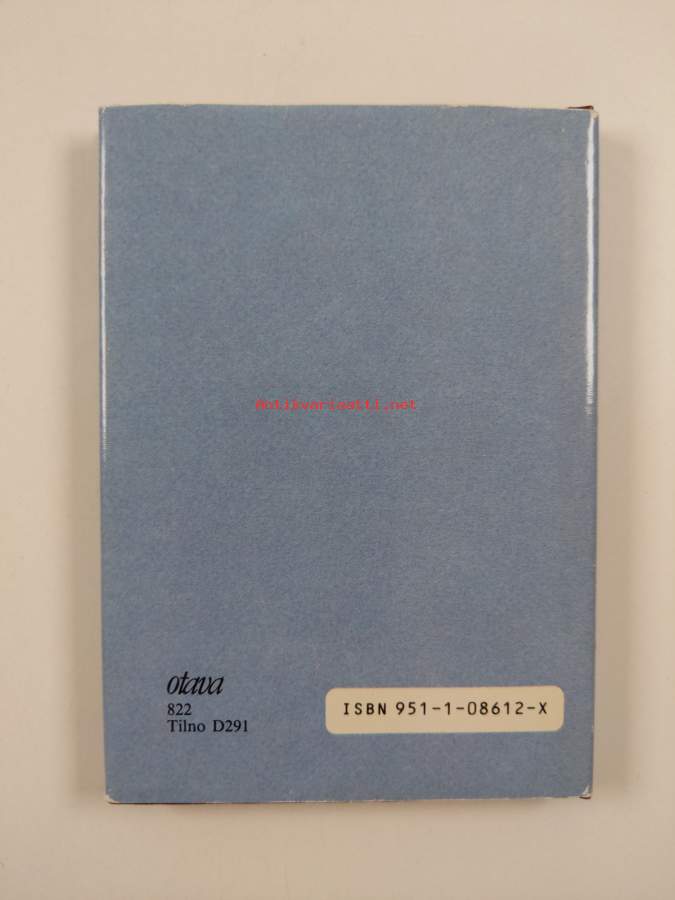 Antikvariaatti.net
otava
822
Tilno D291
ISBN 951-1-08612-X